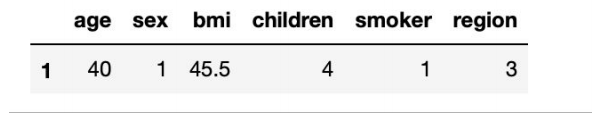 age sex bmi children smoker region
1 40 1 45.5 4 1 3